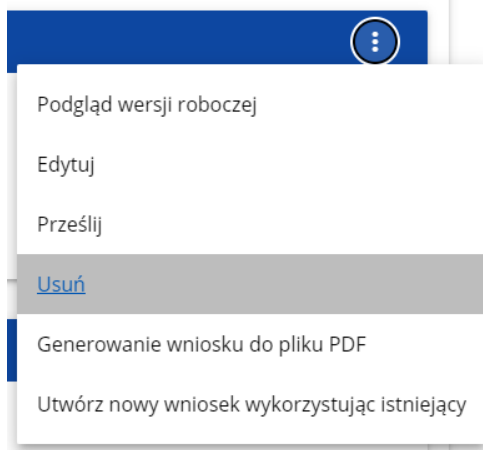 Podgląd wersji roboczej
Edytuj
Prześlij
Usuń
Generowanie wniosku do pliku PDF
Utwórz nowy wniosek wykorzystując istniejący